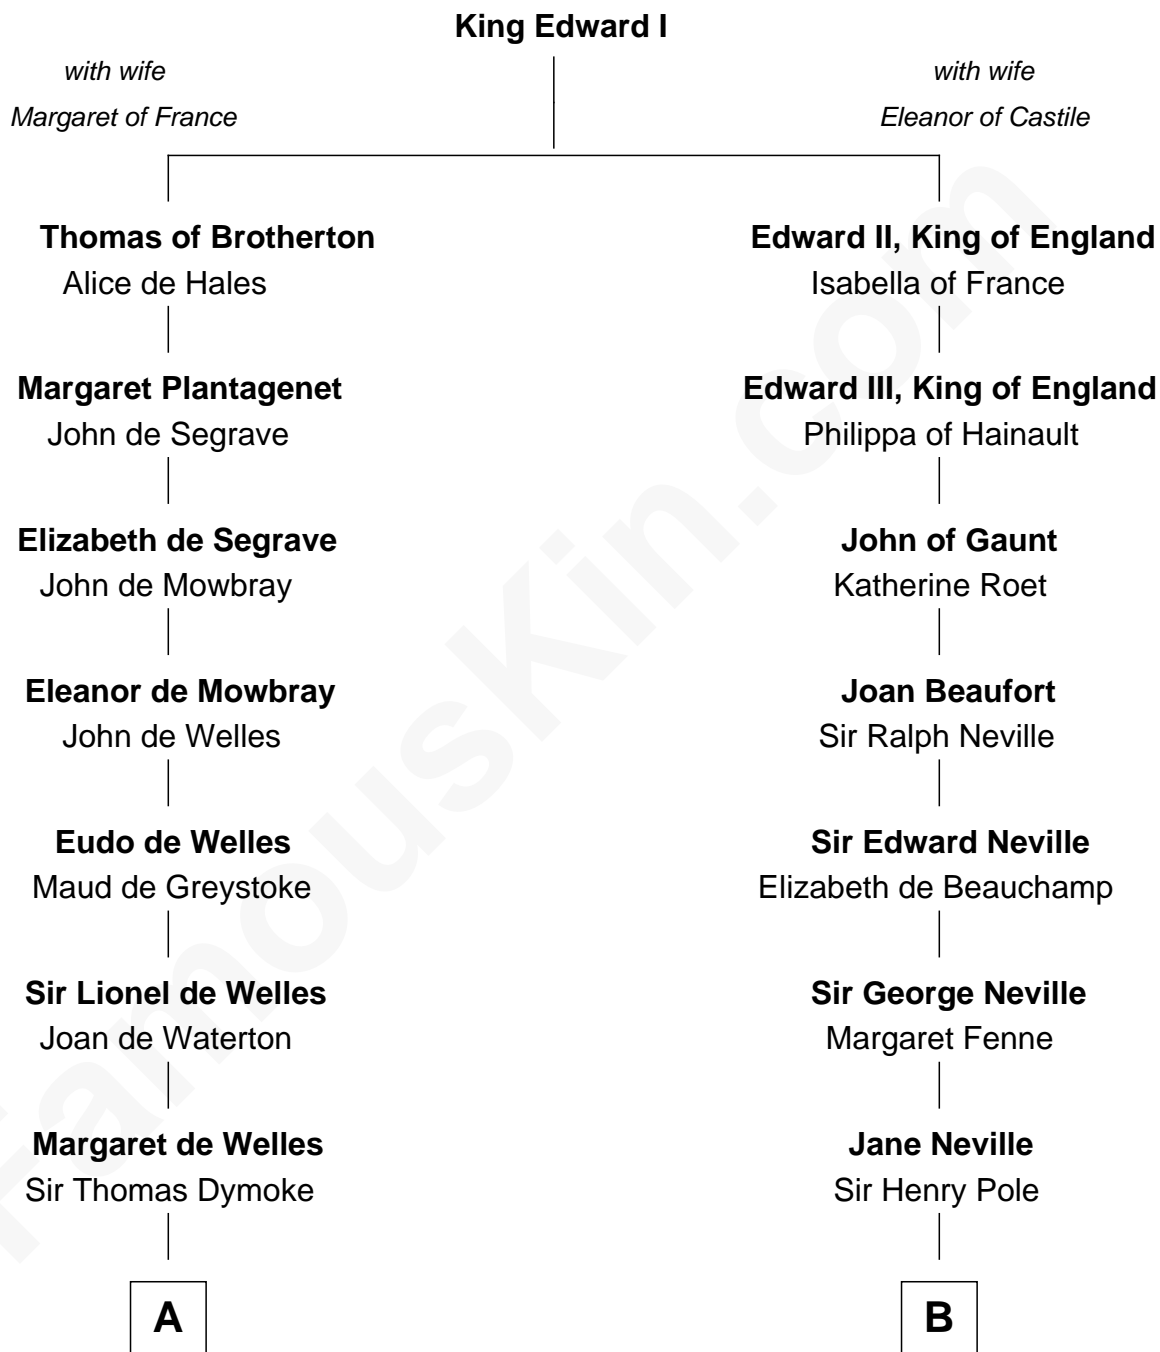 King Edward I
with wife
Margaret of France
with wife
Eleanor of Castile
Thomas of Brotherton
Alice de Hales
Edward II, King of England
Isabella of France
Margaret Plantagenet
John de Segrave
Edward III, King of England
Philippa of Hainault
Elizabeth de Segrave
John de Mowbray
John of Gaunt
Katherine Roet
Eleanor de Mowbray
John de Welles
Joan Beaufort
Sir Ralph Neville
Eudo de Welles
Maud de Greystoke
Sir Edward Neville
Elizabeth de Beauchamp
Sir Lionel de Welles
Joan de Waterton
Sir George Neville
Margaret Fenne
Margaret de Welles
Sir Thomas Dymoke
Jane Neville
Sir Henry Pole
A
B
FamousKin.com